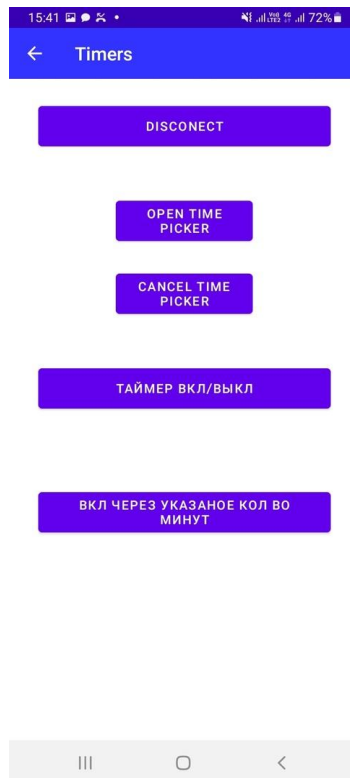 15:41 72%
Timers
DISCONECT
OPEN TIME
PICKER
CANCEL TIME
PICKER
ТАЙМЕР ВКЛ/ВЫКЛ
ВКЛ ЧЕРЕЗ УКАЗАНОЕ КОЛ ВО
МИНУТ